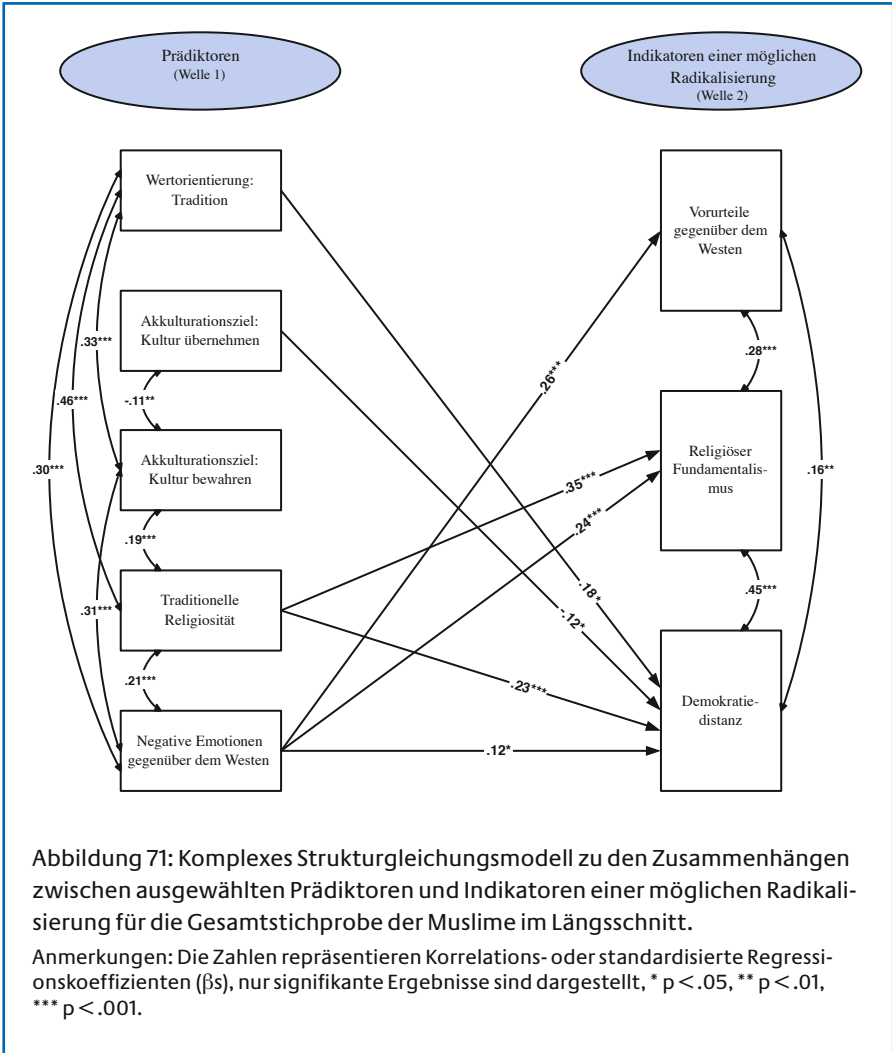 Prädiktoren
(Welle 1)
Indikatoren einer möglichen
Radikalisierung
(Welle 2)
Wertorientierung:
Tradition
Akkulturationsziel:
Kultur übernehmen
Akkulturationsziel:
Kultur bewahren
Traditionelle
Religiosität
Negative Emotionen
gegenüber dem Westen
.33***
-.11**
.46***
.30***
.19***
.31***
.21***
.26***
.35***
.24***
.18*
-.12*
.23***
.12*
Vorurteile
gegenüber dem
Westen
.28***
Religiöser
Fundamentalis-
mus
.16**
.45***
Demokratie-
distanz
Abbildung 71: Komplexes Strukturgleichungsmodell zu den Zusammenhängen
zwischen ausgewählten Prädiktoren und Indikatoren einer möglichen Radikali-
sierung für die Gesamtstichprobe der Muslime im Längsschnitt.
Anmerkungen: Die Zahlen repräsentieren Korrelations- oder standardisierte Regressi-
onskoeffizienten (βs), nur signifikante Ergebnisse sind dargestellt, * p < .05, ** p < .01,
*** p < .001.